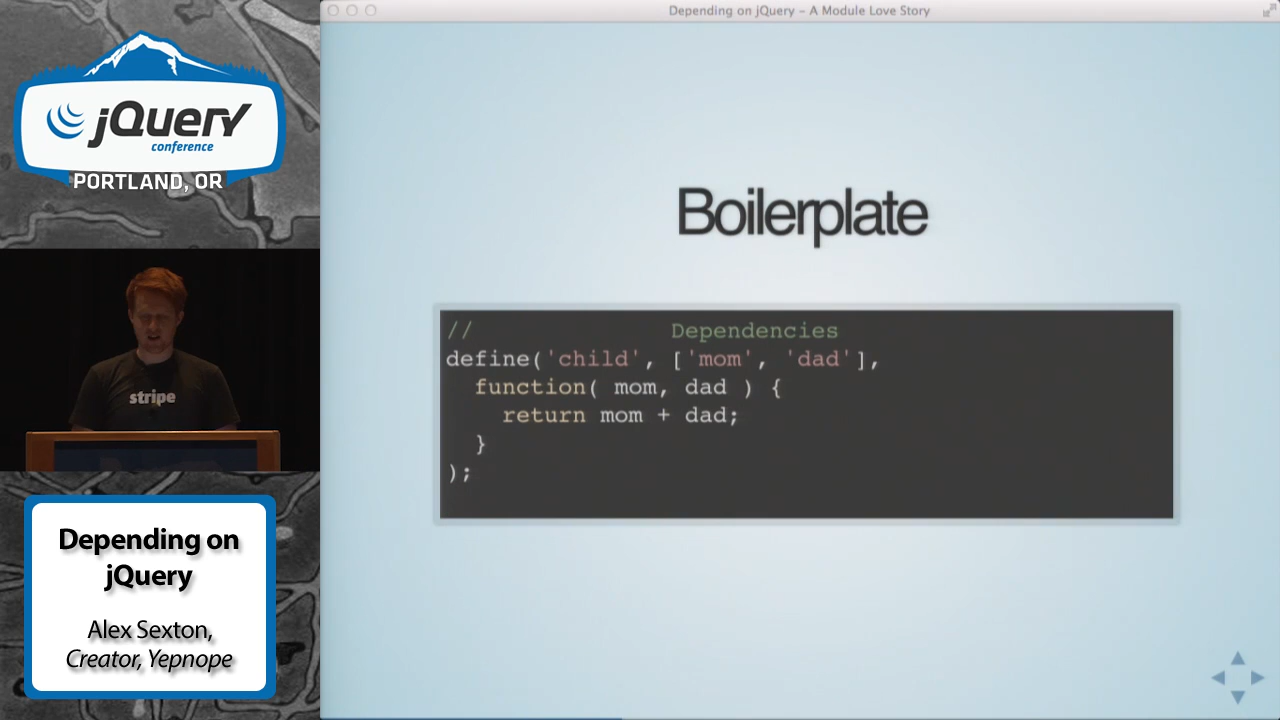 jQuery
conference
PORTLAND, OR
stripe
Depending on
jQuery
Alex Sexton,
Creator, Yepnope
Depending on jQuery – A Module Love Story
Boilerplate
//                Dependencies
define('child', ['mom', 'dad'],
  function( mom, dad ) {
    return mom + dad;
  }
);